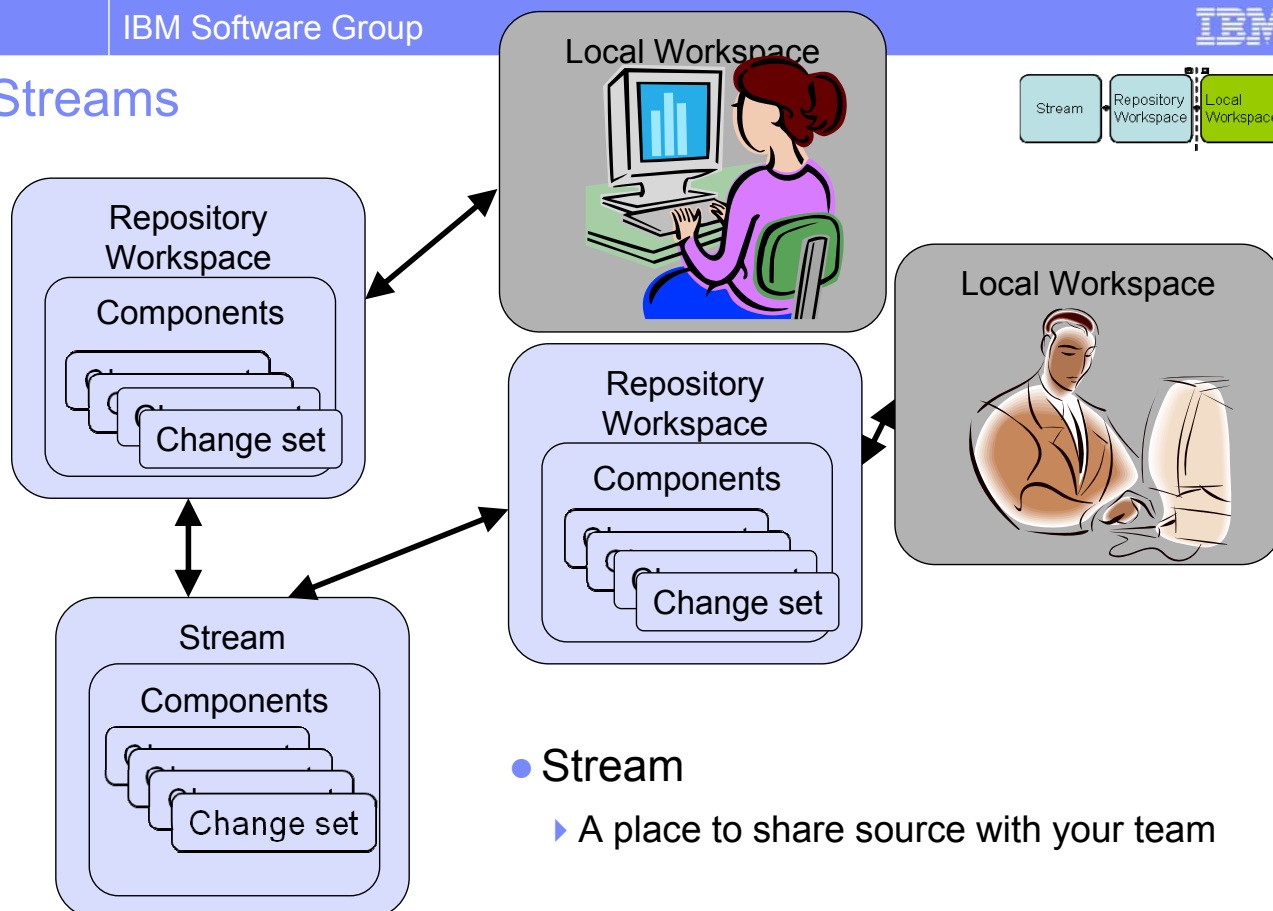 IBM Software Group
IBM
Streams
Stream
Repository
Workspace
Local
Workspace
Local Workspace
Repository
Workspace
Components
Change set
Local Workspace
Repository
Workspace
Components
Change set
Stream
Components
Change set
Stream
A place to share source with your team